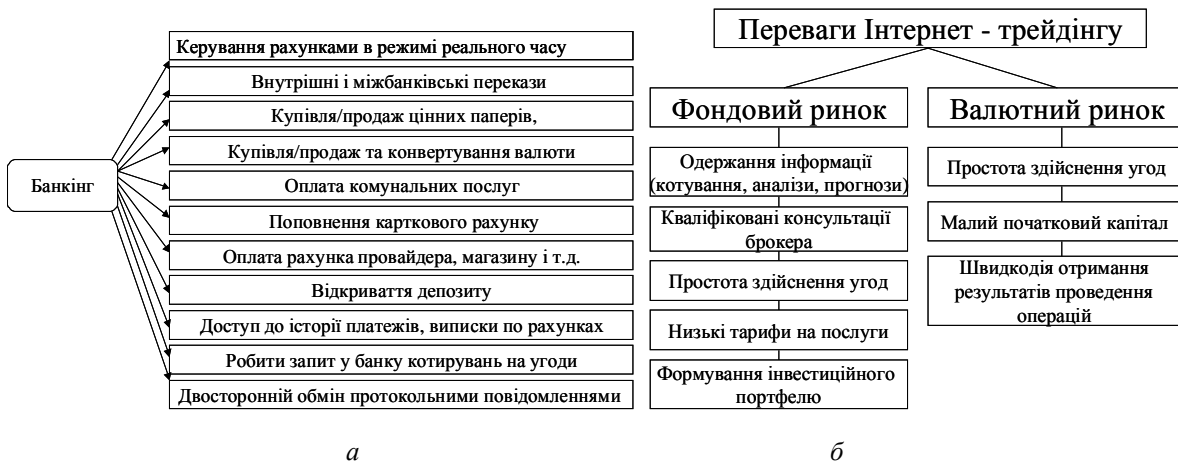 Банкінг
Керування рахунками в режимі реального часу
Внутрішні і міжбанківські перекази
Купівля/продаж цінних паперів,
Купівля/продаж та конвертування валюти
Оплата комунальних послуг
Поповнення карткового рахунку
Оплата рахунка провайдера, магазину і т.д.
Відкриваття депозиту
Доступ до історії платежів, виписки по рахунках
Робити запит у банку котирувань на угоди
Двосторонній обмін протокольними повідомленнями
а
Переваги Інтернет - трейдінгу
Фондовий ринок
Одержання інформації
(котування, аналізи, прогнози)
Кваліфіковані консультації
брокера
Простота здійснення угод
Низькі тарифи на послуги
Формування інвестиційного
портфелю
Валютний ринок
Простота здійснення угод
Малий початковий капітал
Швидкодія отримання
результатів проведення
операцій
б